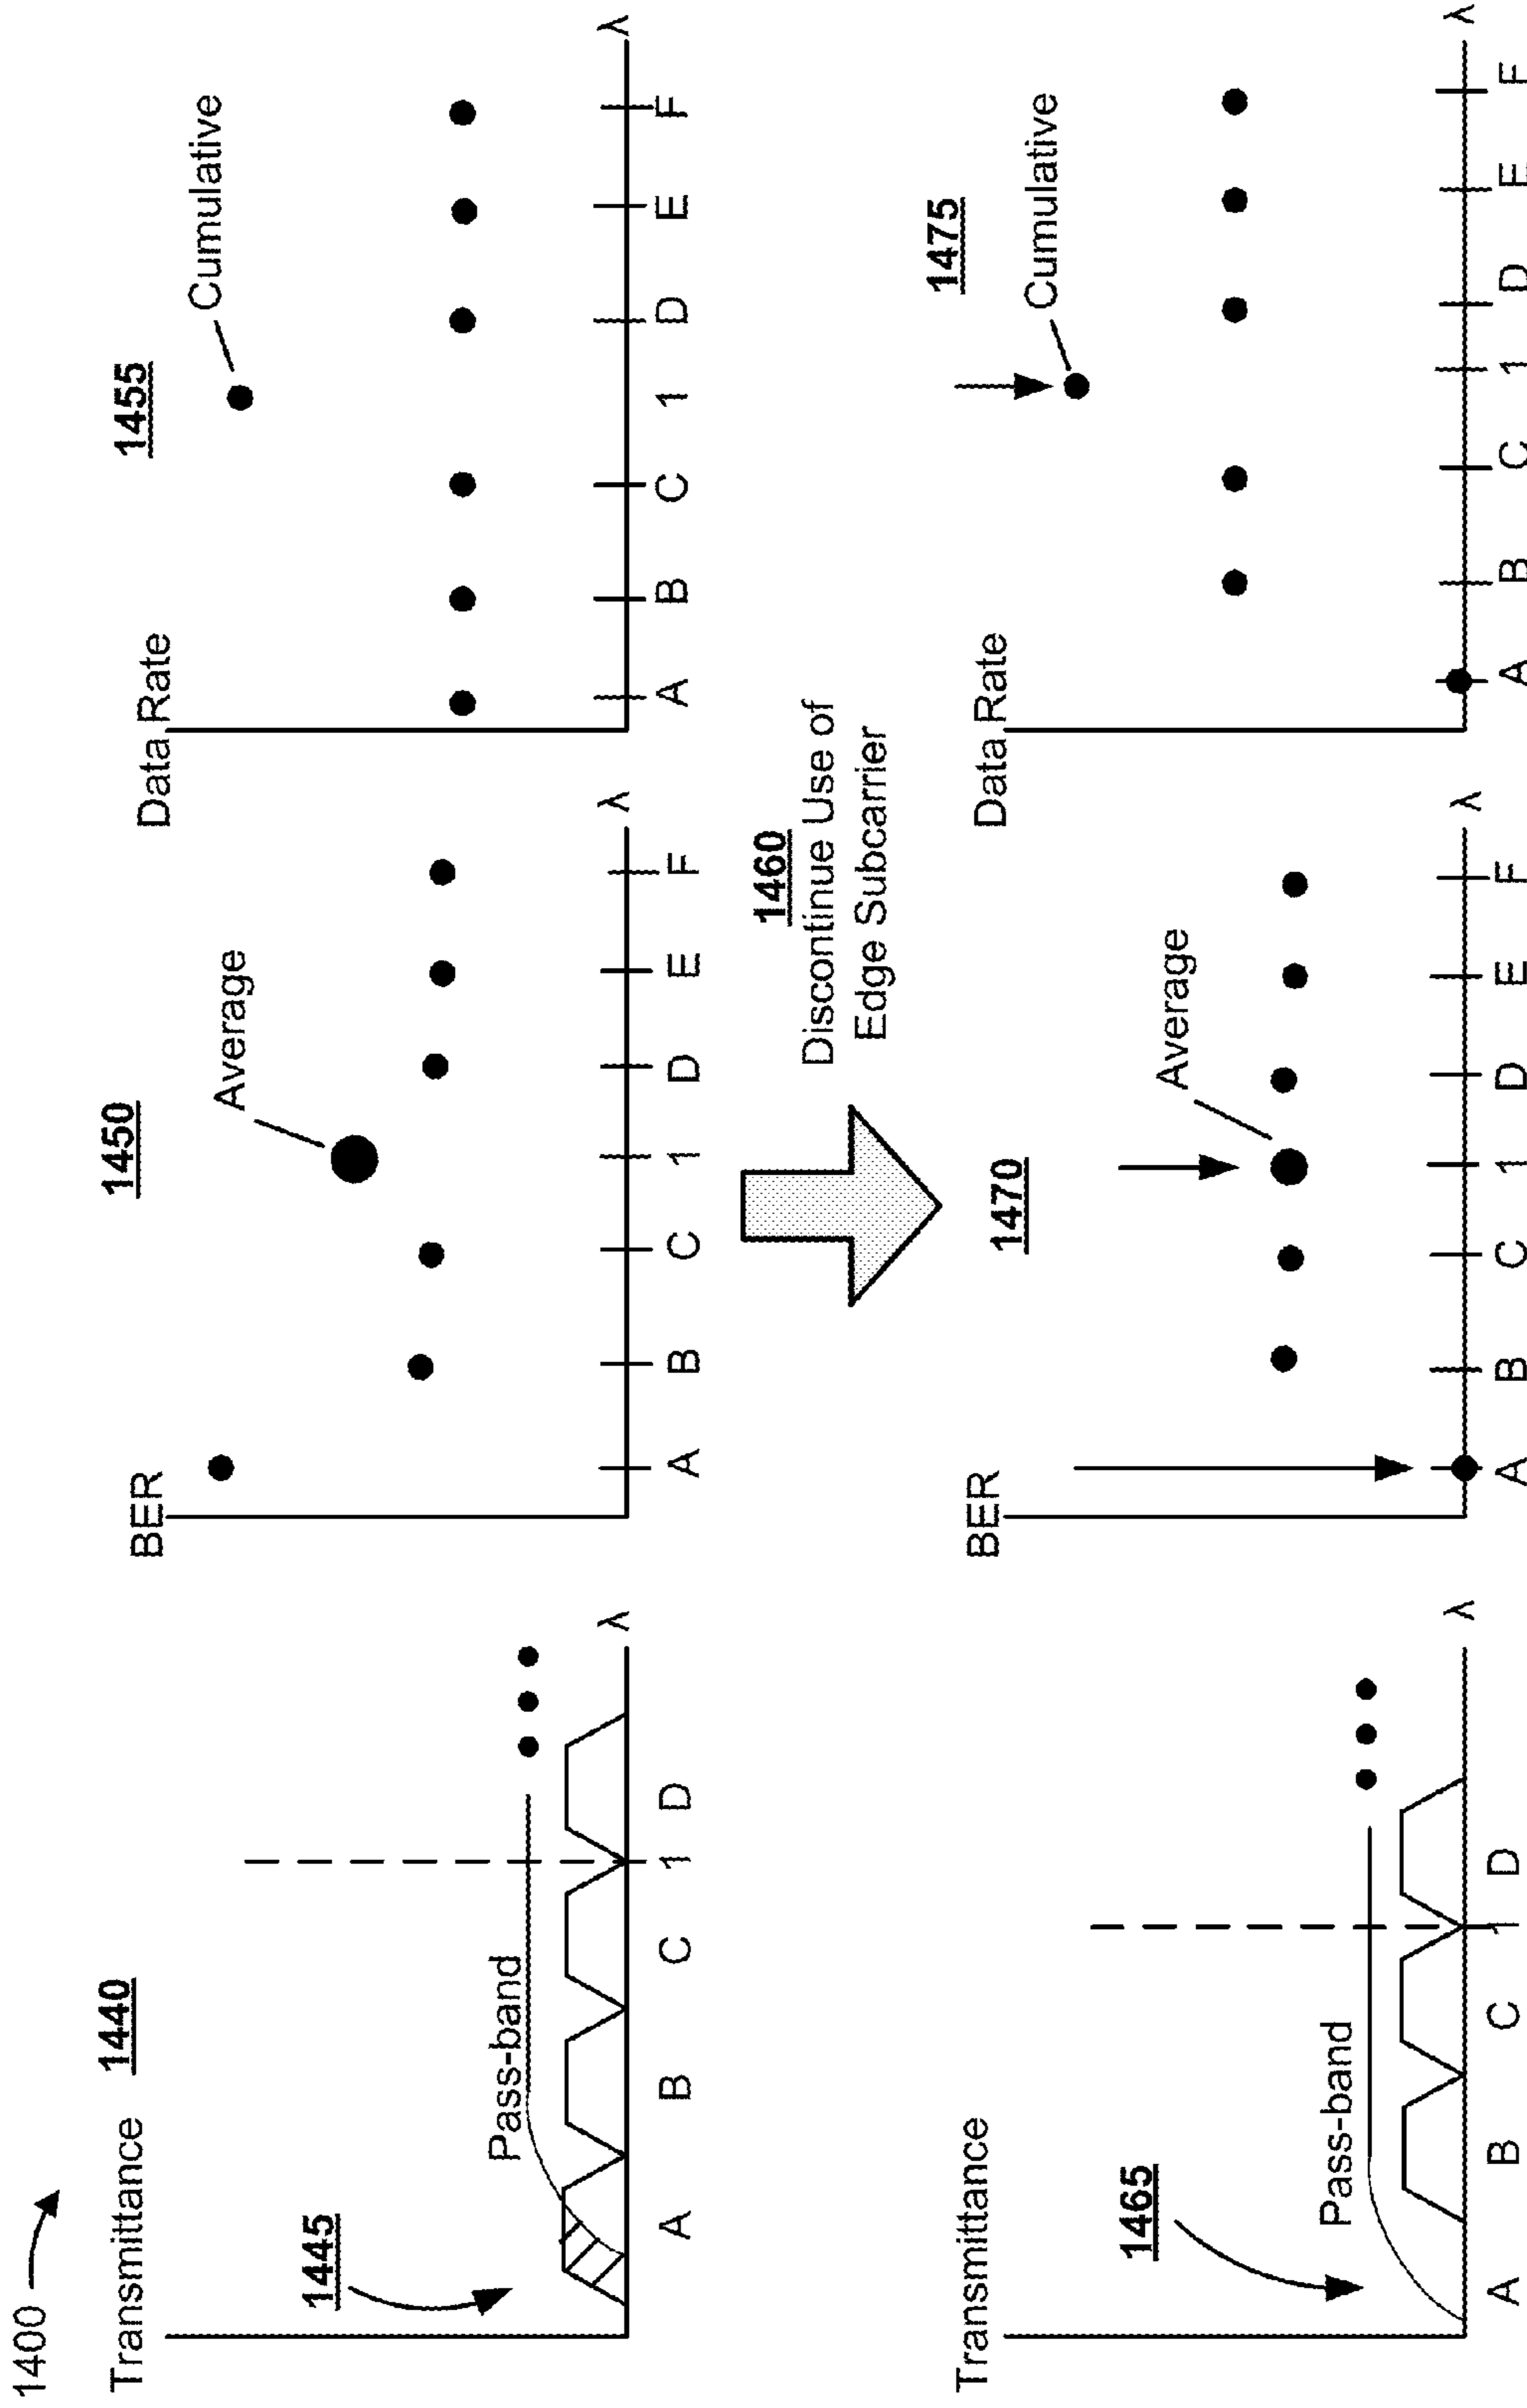 1400
Transmittance
1440
1445
Pass-band
A B C 1 D
λ
BER
1450
Average
A B C 1 D E F
λ
Data Rate
1455
Cumulative
A B C 1 D E F
λ
1460
Discontinue Use of
Edge Subcarrier
Transmittance
1465
Pass-band
A B C 1 D
λ
BER
1470
Average
A B C 1 D E F
λ
Data Rate
1475
Cumulative
A B C 1 D E F
λ